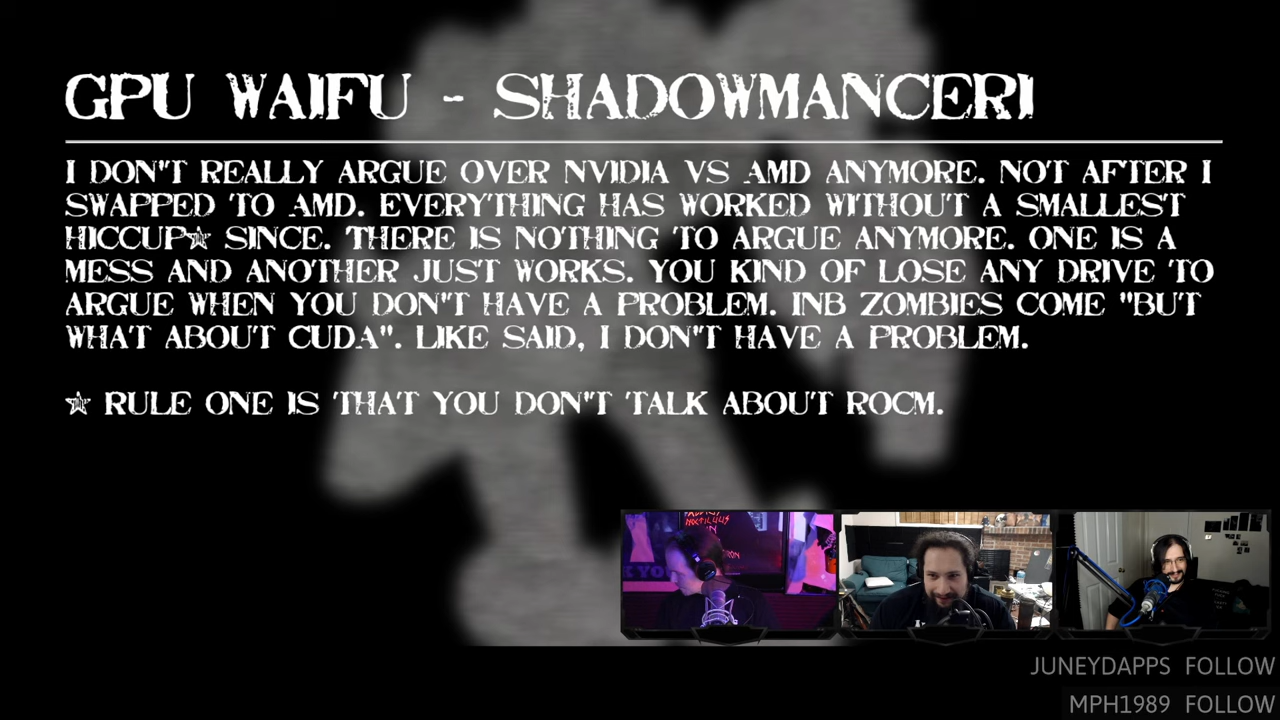 GPU WAIFU - SHADOWMANCERI
I DON"T REALLY ARGUE OVER NVIDIA VS AMD ANYMORE. NOT AFTER I
SWAPPED TO AMD. EVERYTHING HAS WORKED WITHOUT A SMALLEST
HICCUP* SINCE. THERE IS NOTHING TO ARGUE ANYMORE. ONE IS A
MESS AND ANOTHER JUST WORKS. YOU KIND OF LOSE ANY DRIVE TO
ARGUE WHEN YOU DON"T HAVE A PROBLEM. INB ZOMBIES COME "BUT
WHAT ABOUT CUDA". LIKE SAID, I DON"T HAVE A PROBLEM.
* RULE ONE IS THAT YOU DON"T TALK ABOUT ROCM.
JUNEYDAPPS FOLLOW
MPH1989 FOLLOW